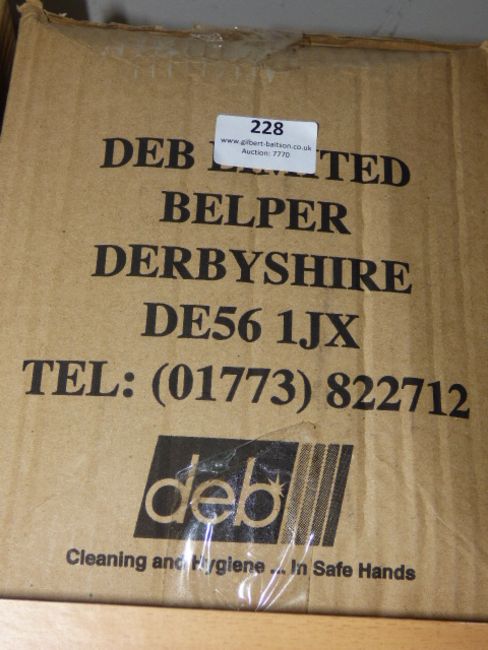 228
www.gilbert-baitson.co.uk
Auction: 7770
DEB LIMITED
BELPER
DERBYSHIRE
DE56 1JX
TEL: (01773) 822712
deb
Cleaning and Hygiene ... In Safe Hands